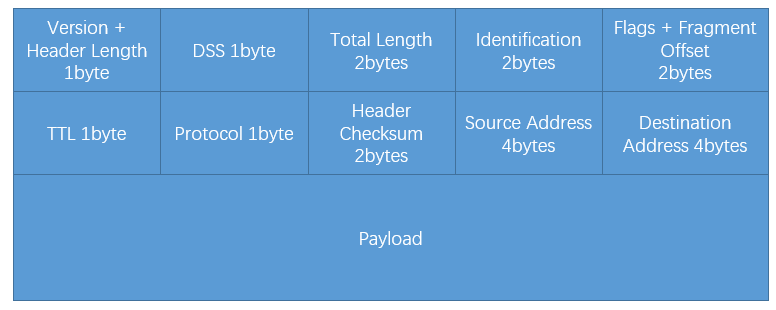 Version +
Header Length
1byte
DSS 1byte
Total Length
2bytes
Identification
2bytes
Flags + Fragment
Offset
2bytes
TTL 1byte
Protocol 1byte
Header
Checksum
2bytes
Source Address
4bytes
Destination
Address 4bytes
Payload